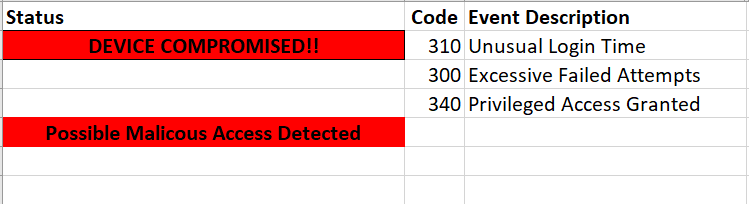 Status Code Event Description
DEVICE COMPROMISED!! 310 Unusual Login Time
300 Excessive Failed Attempts
340 Privileged Access Granted
Possible Malicous Access Detected